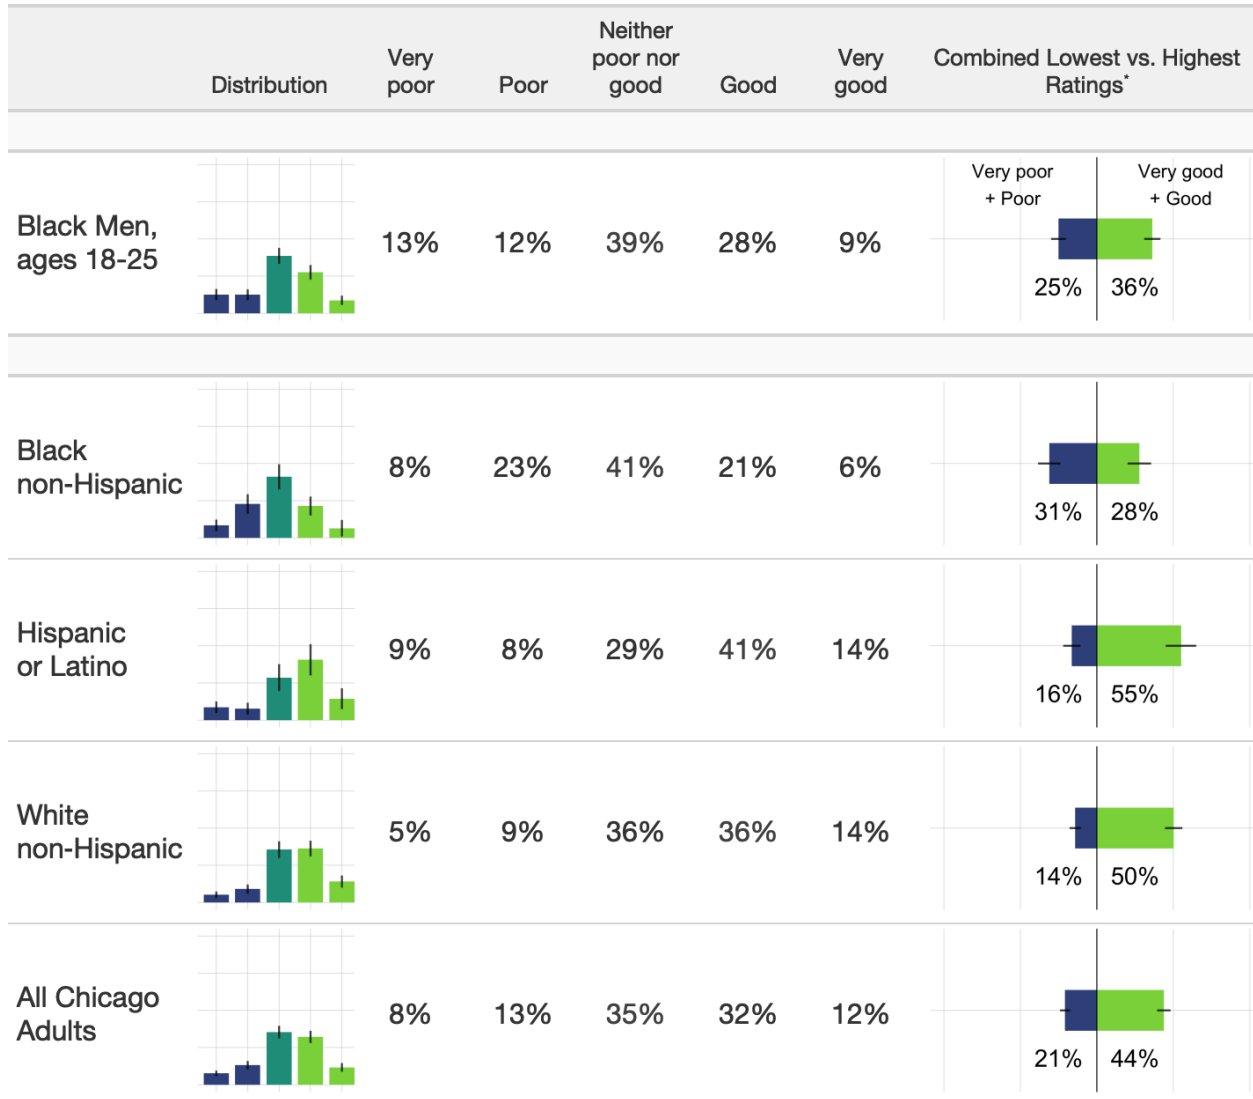 Distribution
Very
poor
Poor
Neither
poor nor
good
Good
Very
good
Combined Lowest vs. Highest
Ratings*
Black Men,
ages 18-25
13%
12%
39%
28%
9%
Very poor
+ Poor
Very good
+ Good
25%
36%
Black
non-Hispanic
8%
23%
41%
21%
6%
31%
28%
Hispanic
or Latino
9%
8%
29%
41%
14%
16%
55%
White
non-Hispanic
5%
9%
36%
36%
14%
14%
50%
All Chicago
Adults
8%
13%
35%
32%
12%
21%
44%